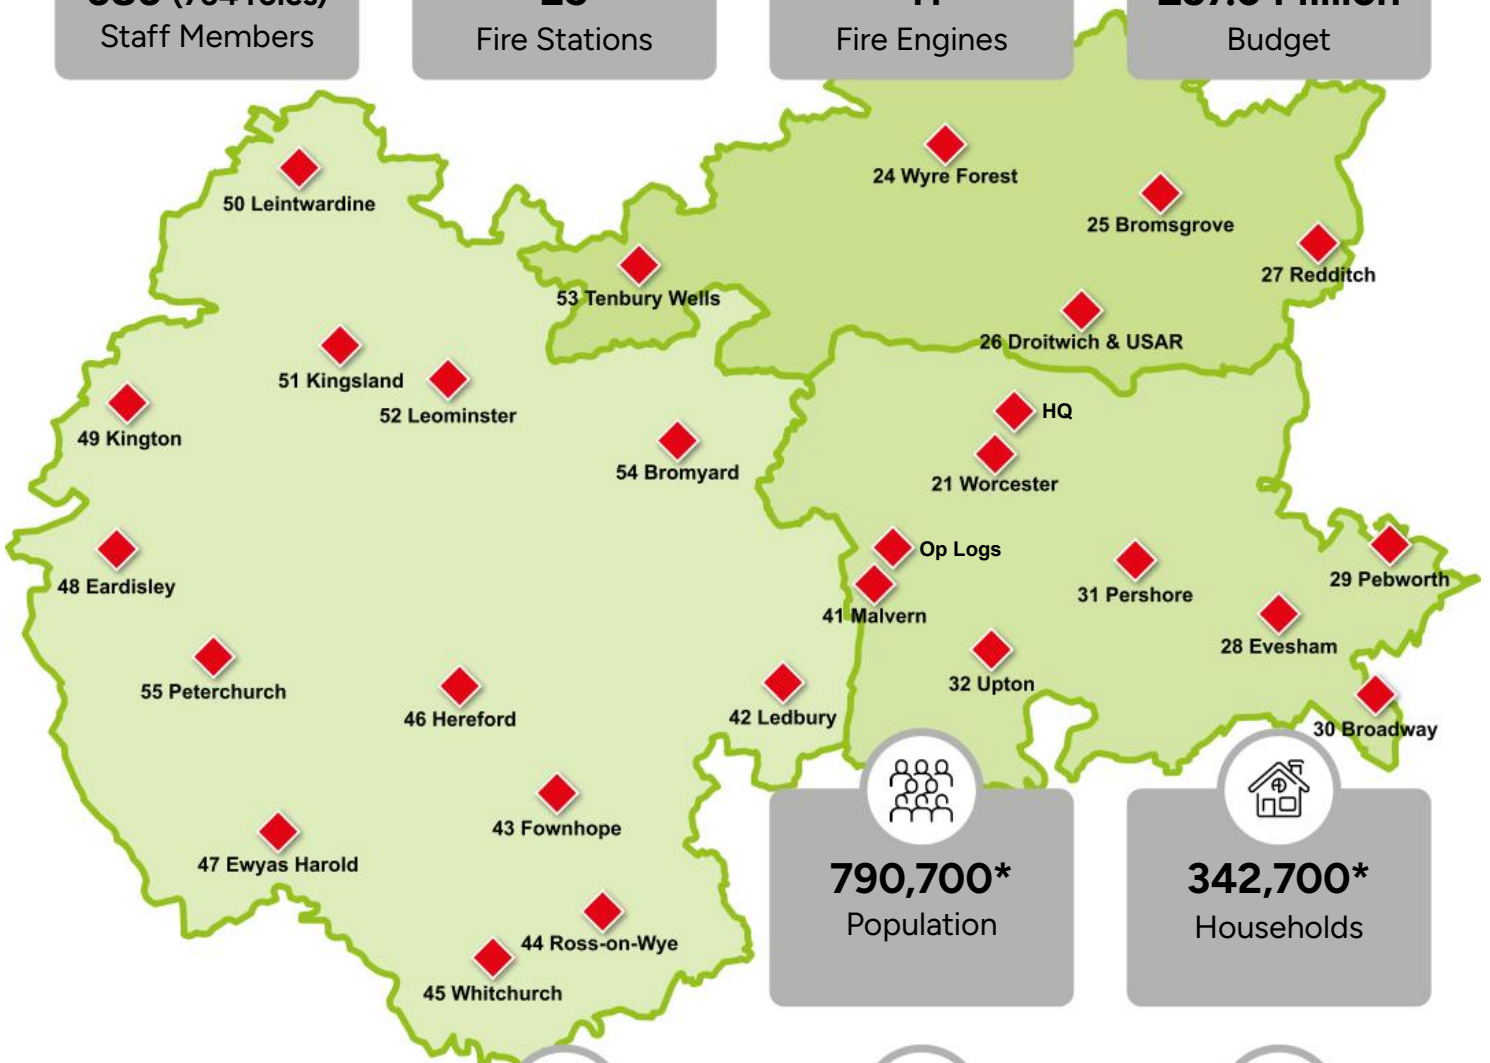 Staff Members
Fire Stations
Fire Engines
Budget
24 Wyre Forest
50 Leintwardine
25 Bromsgrove
27 Redditch
53 Tenbury Wells
26 Droitwich & USAR
51 Kingsland
52 Leominster
HQ
49 Kington
54 Bromyard
21 Worcester
Op Logs
48 Eardisley
29 Pebworth
31 Pershore
41 Malvern
28 Evesham
55 Peterchurch
32 Upton
46 Hereford
42 Ledbury
30 Broadway
43 Fownhope
47 Ewyas Harold
790,700*
Population
342,700*
Households
44 Ross-on-Wye
45 Whitchurch